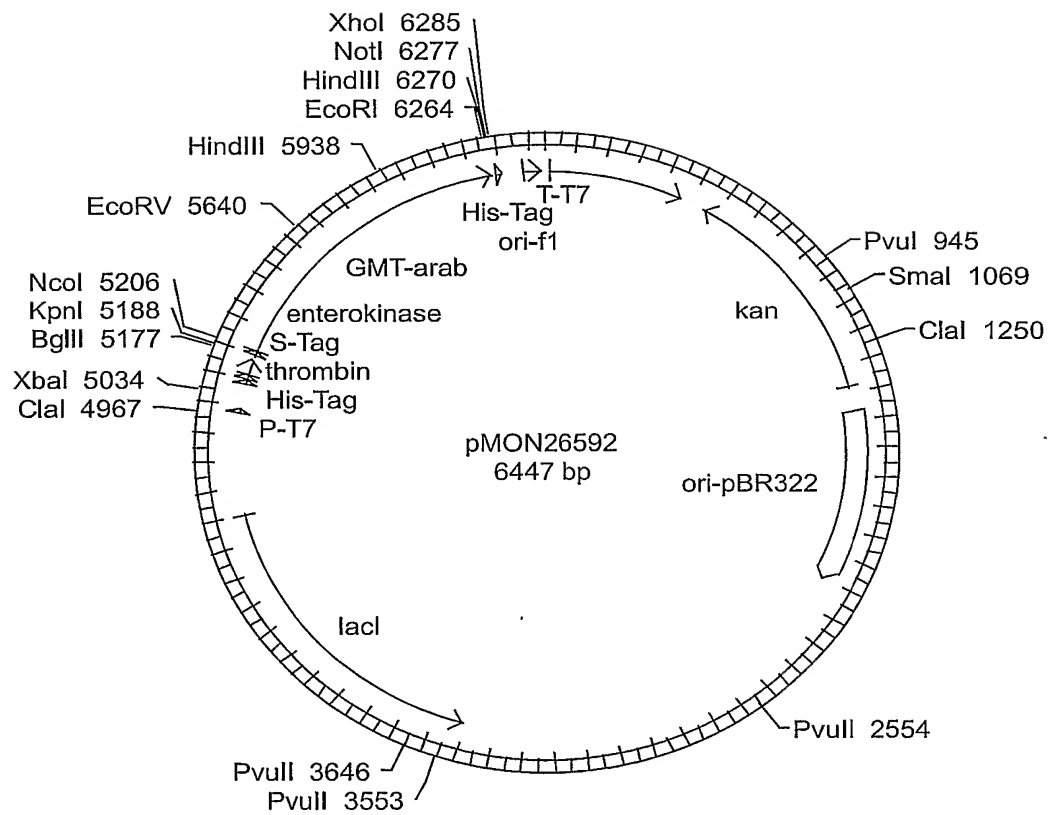 XhoI 6285
NotI 6277
HindIII 6270
EcoRI 6264
HindIII 5938
EcoRV 5640
NcoI 5206
KpnI 5188
BglII 5177
XbaI 5034
ClaI 4967
T-T7
His-Tag
ori-f1
GMT-arab
enterokinase
S-Tag
thrombin
His-Tag
P-T7
kan
PvuI 945
SmaI 1069
ClaI 1250
pMON26592
6447 bp
ori-pBR322
lacI
PvuII 2554
PvuII 3646
PvuII 3553